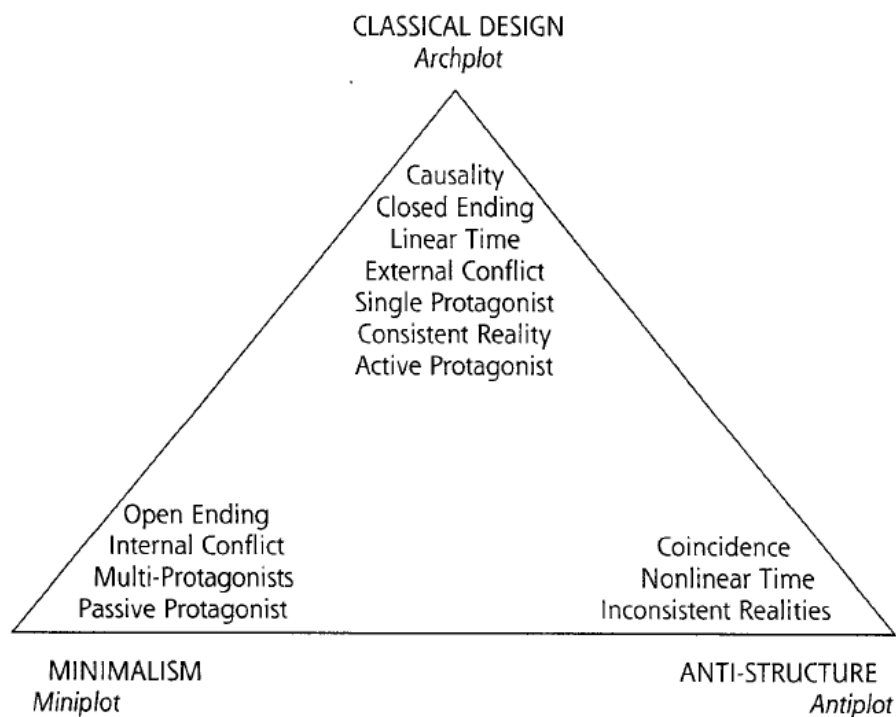 CLASSICAL DESIGN
Archplot
Causality
Closed Ending
Linear Time
External Conflict
Single Protagonist
Consistent Reality
Active Protagonist
Open Ending
Internal Conflict
Multi-Protagonists
Passive Protagonist
Coincidence
Nonlinear Time
Inconsistent Realities
MINIMALISM
Miniplot
ANTI-STRUCTURE
Antiplot